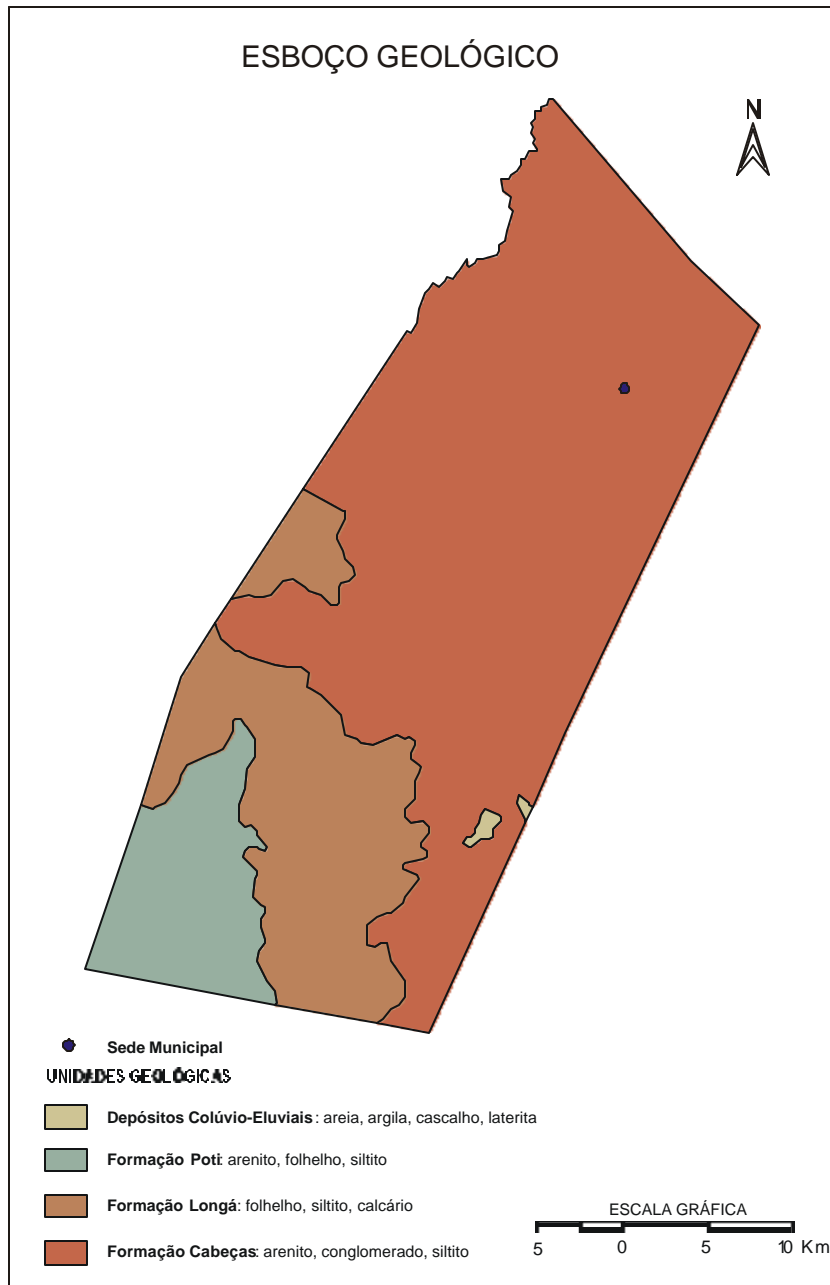 ESBOÇO GEOLÓGICO
N
Sede Municipal
UNIDADES GEOLÓGICAS
Depósitos Colúvio-Eluviais: areia, argila, cascalho, laterita
Formação Poti: arenito, folhelho, siltito
Formação Longá: folhelho, siltito, calcário
Formação Cabeças: arenito, conglomerado, siltito
ESCALA GRÁFICA
5 0 5 10 Km